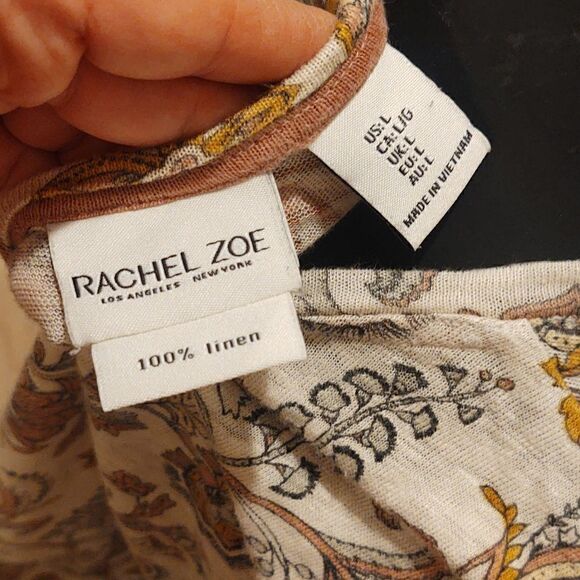 RACHEL ZOE
LOS ANGELES NEW YORK
100% linen
US: L
CA: L/G
UK: L
EU: L
AU: L
MADE IN VIETNAM